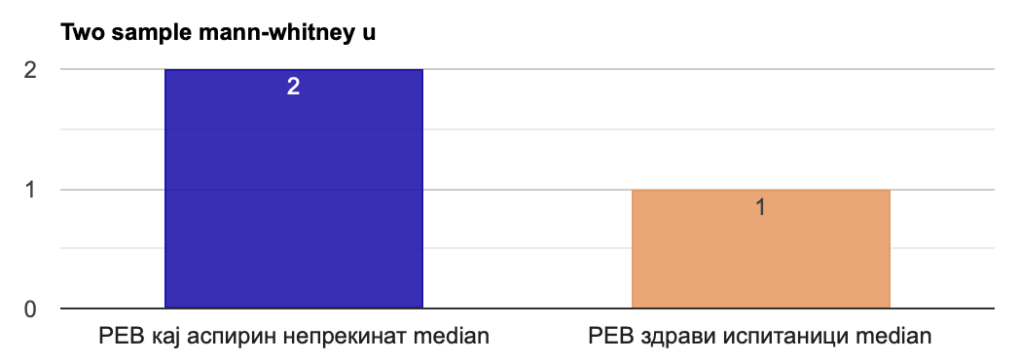 Two sample mann-whitney u
2
2
1
1
0
РЕВ кај аспирин непрекинат median
РЕВ здрави испитаници median